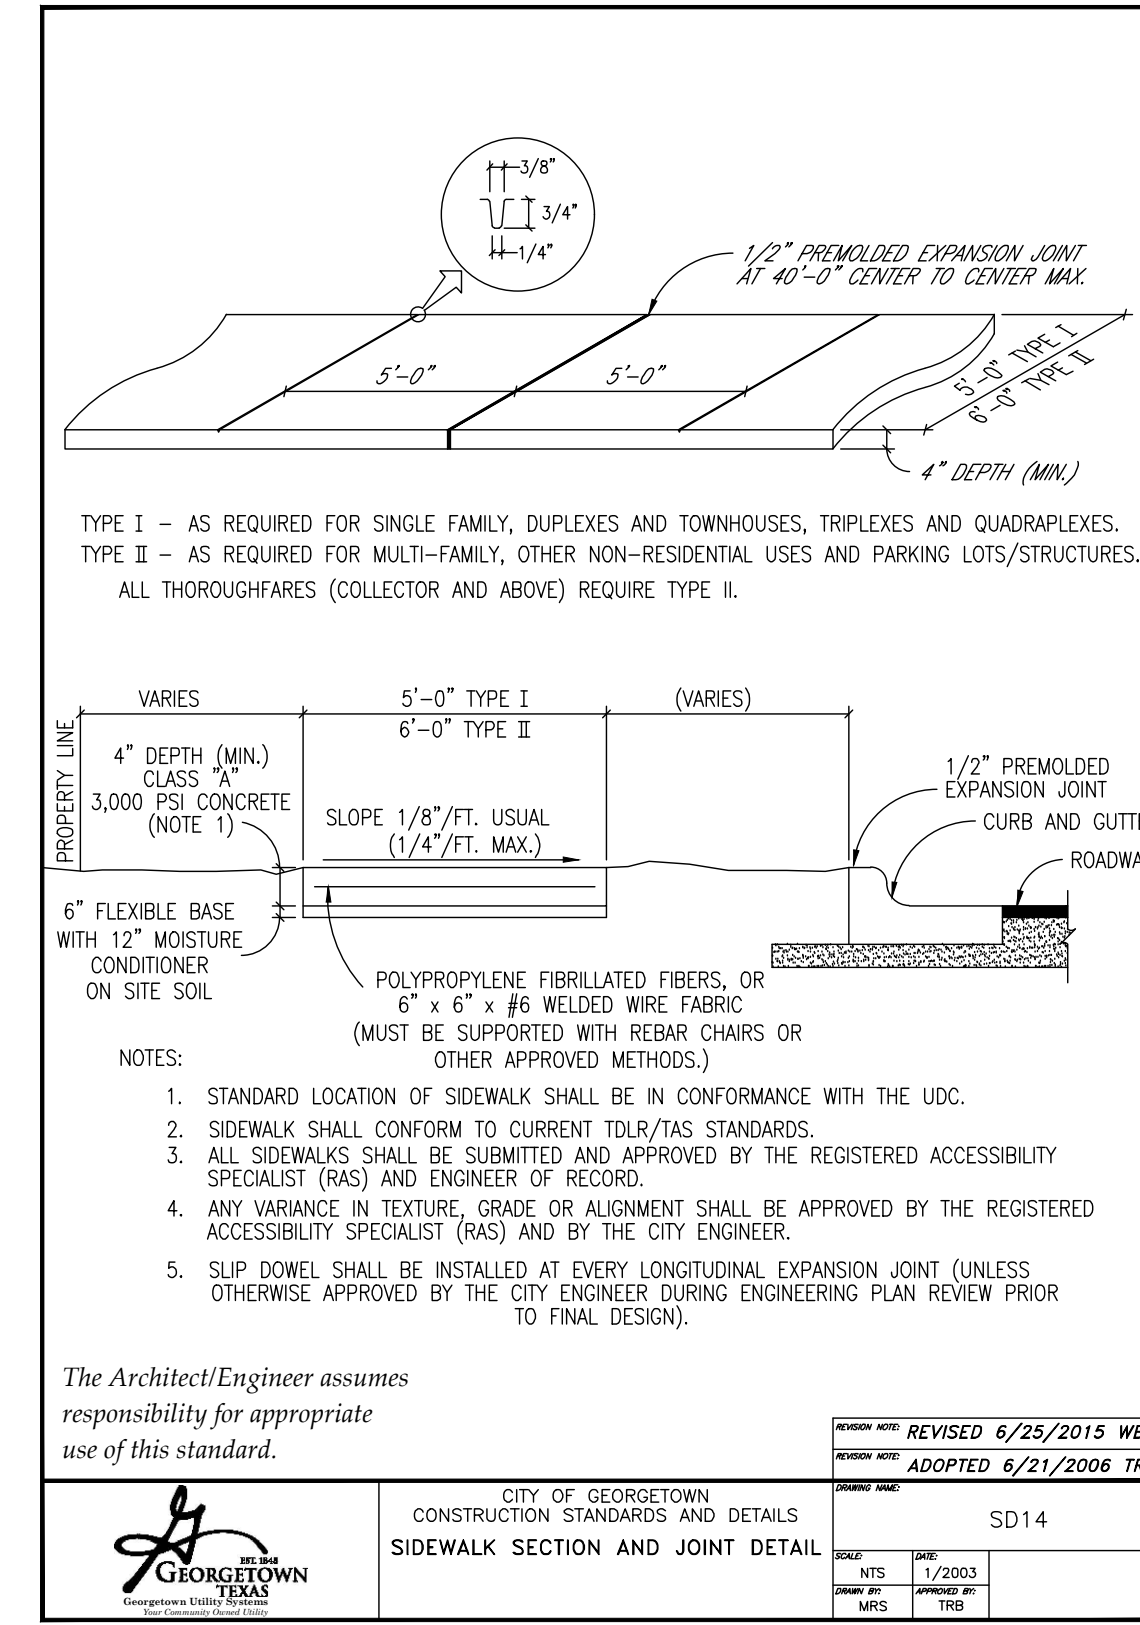 3/8"
3/4"
1/4"
1/2" PREMOLDED EXPANSION JOINT
AT 40'-0" CENTER TO CENTER MAX.
5'-0"
5'-0"
5'-0" TYPE I
6'-0" TYPE II
4" DEPTH (MIN.)
TYPE I - AS REQUIRED FOR SINGLE FAMILY, DUPLEXES AND TOWNHOUSES, TRIPLEXES AND QUADRAPLEXES.
TYPE II - AS REQUIRED FOR MULTI-FAMILY, OTHER NON-RESIDENTIAL USES AND PARKING LOTS/STRUCTURES.
ALL THOROUGHFARES (COLLECTOR AND ABOVE) REQUIRE TYPE II.
PROPERTY LINE
VARIES
5'-0" TYPE I
6'-0" TYPE II
(VARIES)
4" DEPTH (MIN.)
CLASS "A"
3,000 PSI CONCRETE
(NOTE 1)
SLOPE 1/8"/FT. USUAL
(1/4"/FT. MAX.)
1/2" PREMOLDED
EXPANSION JOINT
CURB AND GUTTE
ROADWA
6" FLEXIBLE BASE
WITH 12" MOISTURE
CONDITIONER
ON SITE SOIL
POLYPROPYLENE FIBRILLATED FIBERS, OR
6" x 6" x #6 WELDED WIRE FABRIC
(MUST BE SUPPORTED WITH REBAR CHAIRS OR
OTHER APPROVED METHODS.)
NOTES:
1. STANDARD LOCATION OF SIDEWALK SHALL BE IN CONFORMANCE WITH THE UDC.
2. SIDEWALK SHALL CONFORM TO CURRENT TDLR/TAS STANDARDS.
3. ALL SIDEWALKS SHALL BE SUBMITTED AND APPROVED BY THE REGISTERED ACCESSIBILITY
SPECIALIST (RAS) AND ENGINEER OF RECORD.
4. ANY VARIANCE IN TEXTURE, GRADE OR ALIGNMENT SHALL BE APPROVED BY THE REGISTERED
ACCESSIBILITY SPECIALIST (RAS) AND BY THE CITY ENGINEER.
5. SLIP DOWEL SHALL BE INSTALLED AT EVERY LONGITUDINAL EXPANSION JOINT (UNLESS
OTHERWISE APPROVED BY THE CITY ENGINEER DURING ENGINEERING PLAN REVIEW PRIOR
TO FINAL DESIGN).
The Architect/Engineer assumes
responsibility for appropriate
use of this standard.
REVISION NOTE: REVISED 6/25/2015 WE
REVISION NOTE: ADOPTED 6/21/2006 TR
EST. 1848
GEORGETOWN
TEXAS
Georgetown Utility Systems
Your Community Owned Utility
CITY OF GEORGETOWN
CONSTRUCTION STANDARDS AND DETAILS
SIDEWALK SECTION AND JOINT DETAIL
DRAWING NAME:
SD14
SCALE:
NTS
DATE:
1/2003
DRAWN BY:
MRS
APPROVED BY:
TRB